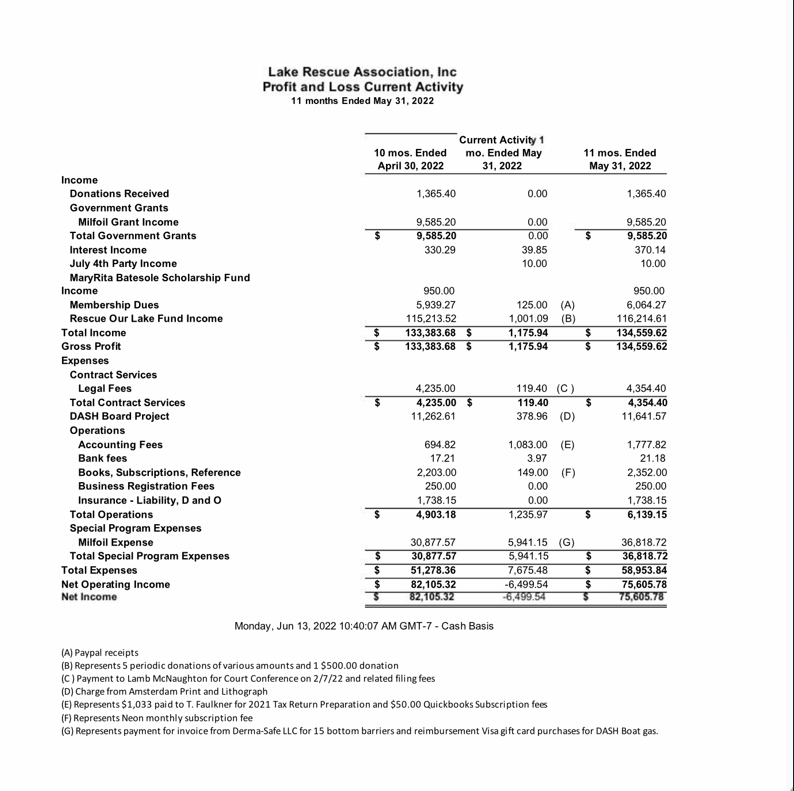 Lake Rescue Association, Inc
Profit and Loss Current Activity
11 months Ended May 31, 2022
10 mos. Ended April 30, 2022 Current Activity 1 mo. Ended May 31, 2022 11 mos. Ended May 31, 2022
Income
Donations Received 1,365.40 0.00 1,365.40
Government Grants
Milfoil Grant Income 9,585.20 0.00 9,585.20
Total Government Grants $ 9,585.20 0.00 $ 9,585.20
Interest Income 330.29 39.85 370.14
July 4th Party Income 10.00 10.00
MaryRita Batesole Scholarship Fund
Income 950.00 950.00
Membership Dues 5,939.27 125.00 (A) 6,064.27
Rescue Our Lake Fund Income 115,213.52 1,001.09 (B) 116,214.61
Total Income $ 133,383.68 $ 1,175.94 $ 134,559.62
Gross Profit $ 133,383.68 $ 1,175.94 $ 134,559.62
Expenses
Contract Services
Legal Fees 4,235.00 119.40 (C ) 4,354.40
Total Contract Services $ 4,235.00 $ 119.40 $ 4,354.40
DASH Board Project 11,262.61 378.96 (D) 11,641.57
Operations
Accounting Fees 694.82 1,083.00 (E) 1,777.82
Bank fees 17.21 3.97 21.18
Books, Subscriptions, Reference 2,203.00 149.00 (F) 2,352.00
Business Registration Fees 250.00 0.00 250.00
Insurance - Liability, D and O 1,738.15 0.00 1,738.15
Total Operations $ 4,903.18 1,235.97 $ 6,139.15
Special Program Expenses
Milfoil Expense 30,877.57 5,941.15 (G) 36,818.72
Total Special Program Expenses $ 30,877.57 5,941.15 $ 36,818.72
Total Expenses $ 51,278.36 7,675.48 $ 58,953.84
Net Operating Income $ 82,105.32 -6,499.54 $ 75,605.78
Net Income $ 82,105.32 -6,499.54 $ 75,605.78
Monday, Jun 13, 2022 10:40:07 AM GMT-7 - Cash Basis
(A) Paypal receipts
(B) Represents 5 periodic donations of various amounts and 1 $500.00 donation
(C ) Payment to Lamb McNaughton for Court Conference on 2/7/22 and related filing fees
(D) Charge from Amsterdam Print and Lithograph
(E) Represents $1,033 paid to T. Faulkner for 2021 Tax Return Preparation and $50.00 Quickbooks Subscription fees
(F) Represents Neon monthly subscription fee
(G) Represents payment for invoice from Derma-Safe LLC for 15 bottom barriers and reimbursement Visa gift card purchases for DASH Boat gas.